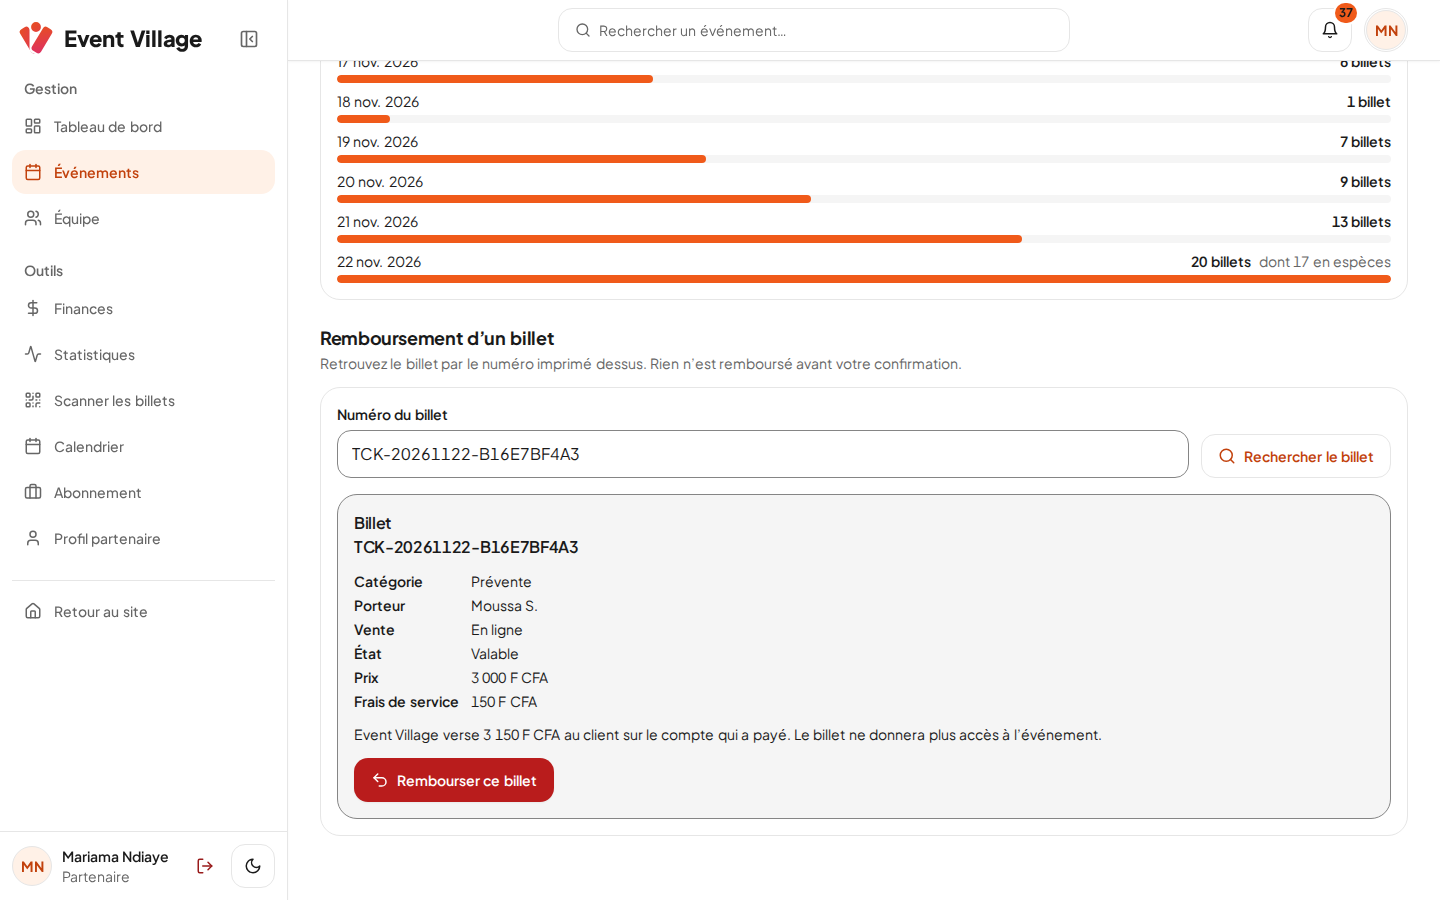 Event Village
Rechercher un événement...
37
MN
Gestion
Tableau de bord
Événements
Équipe
Outils
Finances
Statistiques
Scanner les billets
Calendrier
Abonnement
Profil partenaire
Retour au site
MN
Mariama Ndiaye
Partenaire
17 nov. 2026 6 billets
18 nov. 2026 1 billet
19 nov. 2026 7 billets
20 nov. 2026 9 billets
21 nov. 2026 13 billets
22 nov. 2026 20 billets dont 17 en espèces
Remboursement d’un billet
Retrouvez le billet par le numéro imprimé dessus. Rien n’est remboursé avant votre confirmation.
Numéro du billet
TCK-20261122-B16E7BF4A3
Rechercher le billet
Billet
TCK-20261122-B16E7BF4A3
Catégorie Prévente
Porteur Moussa S.
Vente En ligne
État Valable
Prix 3 000 F CFA
Frais de service 150 F CFA
Event Village verse 3 150 F CFA au client sur le compte qui a payé. Le billet ne donnera plus accès à l’événement.
Rembourser ce billet